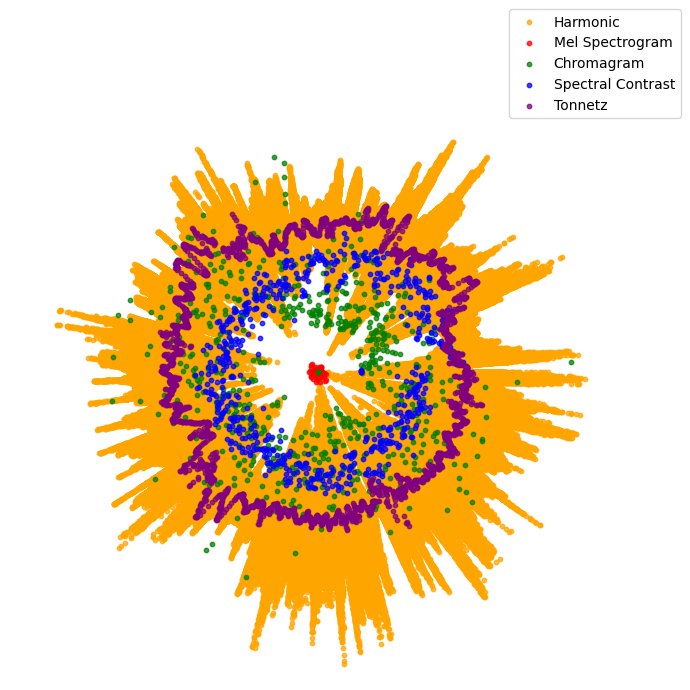 Harmonic
Mel Spectrogram
Chromagram
Spectral Contrast
Tonnetz